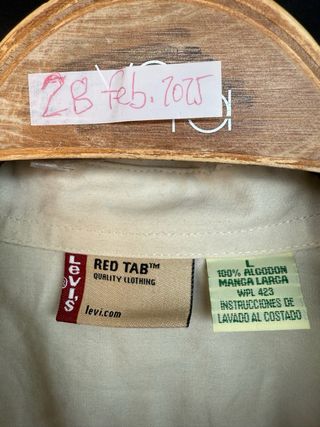 28 Feb. 2025
LEVI'S
®
RED TAB™
QUALITY CLOTHING
levi.com
L
100% ALGODON
MANGA LARGA
WPL 423
INSTRUCCIONES DE
LAVADO AL COSTADO